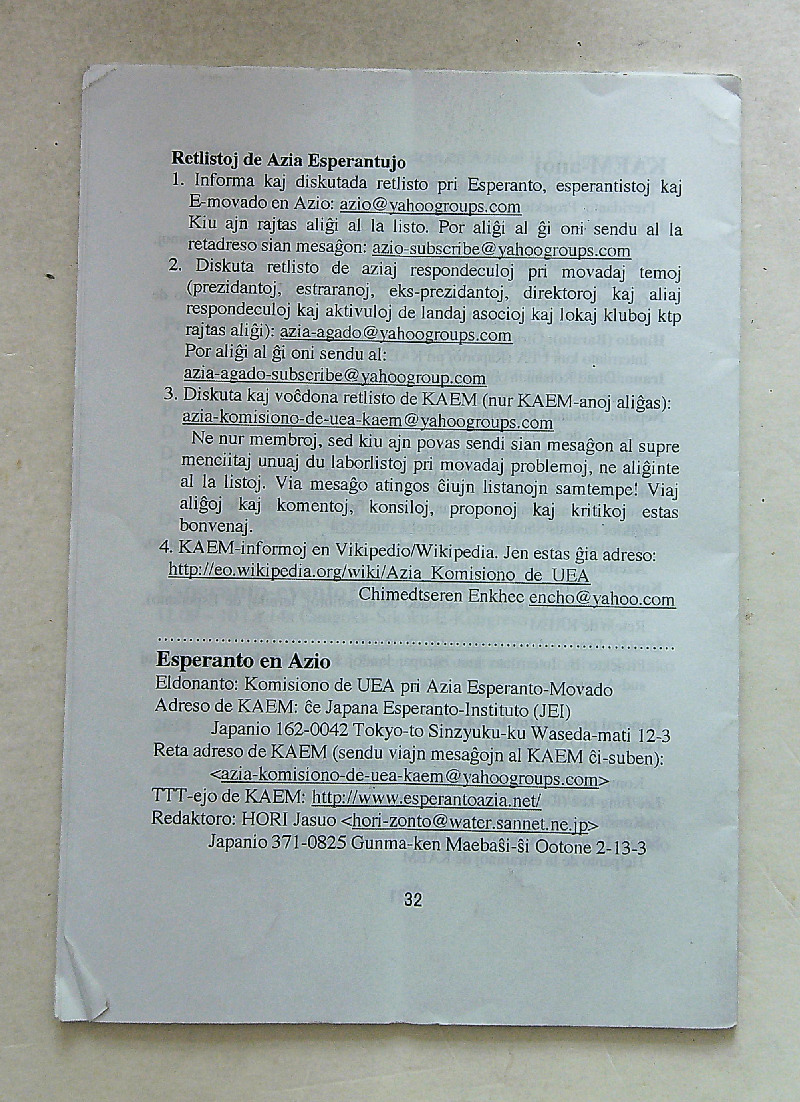 Retlistoj de Azia Esperantujo
1. Informa kaj diskutada retlisto pri Esperanto, esperantistoj kaj
E-movado en Azio: azio@yahoogroups.com
Kiu ajn rajtas aliĝi al la listo. Por aliĝi al ĝi oni sendu al la
retadreso sian mesaĝon: azio-subscribe@yahoogroups.com
2. Diskuta retlisto de aziaj respondeculoj pri movadaj temoj
(prezidantoj, estraranoj, eks-prezidantoj, direktoroj kaj aliaj
respondeculoj kaj aktivuloj de landaj asocioj kaj lokaj kluboj ktp
rajtas aliĝi): azia-agado@yahoogroups.com
Por aliĝi al ĝi oni sendu al:
azia-agado-subscribe@yahoogroup.com
3. Diskuta kaj voĉdona retlisto de KAEM (nur KAEM-anoj aliĝas):
azia-komisiono-de-uea-kaem@yahoogroups.com
Ne nur membroj, sed kiu ajn povas sendi sian mesaĝon al supre
menciitaj unuaj du laborlistoj pri movadaj problemoj, ne aliĝinte
al la listoj. Via mesaĝo atingos ĉiujn listanojn samtempe! Viaj
aliĝoj kaj komentoj, konsiloj, proponoj kaj kritikoj estas
bonvenaj.
4. KAEM-informoj en Vikipedio/Wikipedia. Jen estas ĝia adreso:
http://eo.wikipedia.org/wiki/Azia_Komisiono_de_UEA
Chimedtseren Enkhee encho@yahoo.com
Esperanto en Azio
Eldonanto: Komisiono de UEA pri Azia Esperanto-Movado
Adreso de KAEM: ĉe Japana Esperanto-Instituto (JEI)
Japanio 162-0042 Tokyo-to Sinzyuku-ku Waseda-mati 12-3
Reta adreso de KAEM (sendu viajn mesaĝojn al KAEM ĉi-suben):
<azia-komisiono-de-uea-kaem@yahoogroups.com>
TTT-ejo de KAEM: http://www.esperantoazia.net/
Redaktoro: HORI Jasuo <hori-zonto@water.sannet.ne.jp>
Japanio 371-0825 Gunma-ken Maebaŝi-ŝi Ootone 2-13-3
32